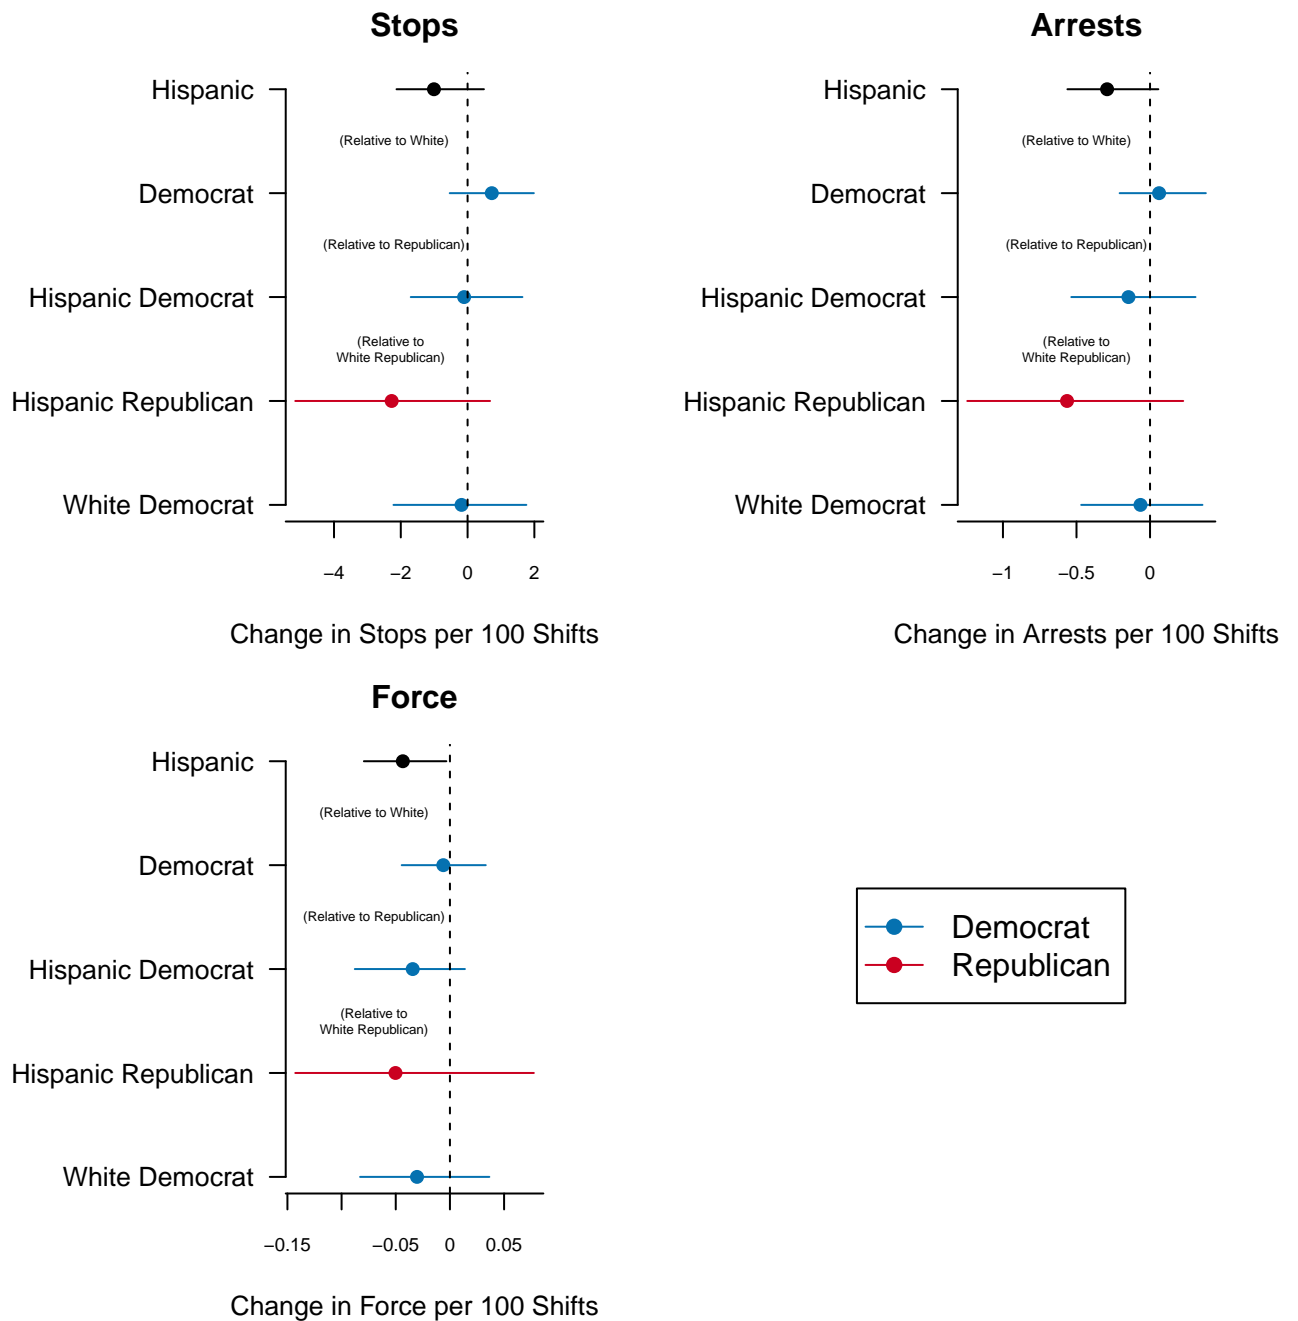 Stops
Hispanic
(Relative to White)
Democrat
(Relative to Republican)
Hispanic Democrat
(Relative to
White Republican)
Hispanic Republican
White Democrat
−4 −2 0 2
Change in Stops per 100 Shifts
Arrests
Hispanic
(Relative to White)
Democrat
(Relative to Republican)
Hispanic Democrat
(Relative to
White Republican)
Hispanic Republican
White Democrat
−1 −0.5 0
Change in Arrests per 100 Shifts
Force
Hispanic
(Relative to White)
Democrat
(Relative to Republican)
Hispanic Democrat
(Relative to
White Republican)
Hispanic Republican
White Democrat
−0.15 −0.05 0 0.05
Change in Force per 100 Shifts
Democrat
Republican